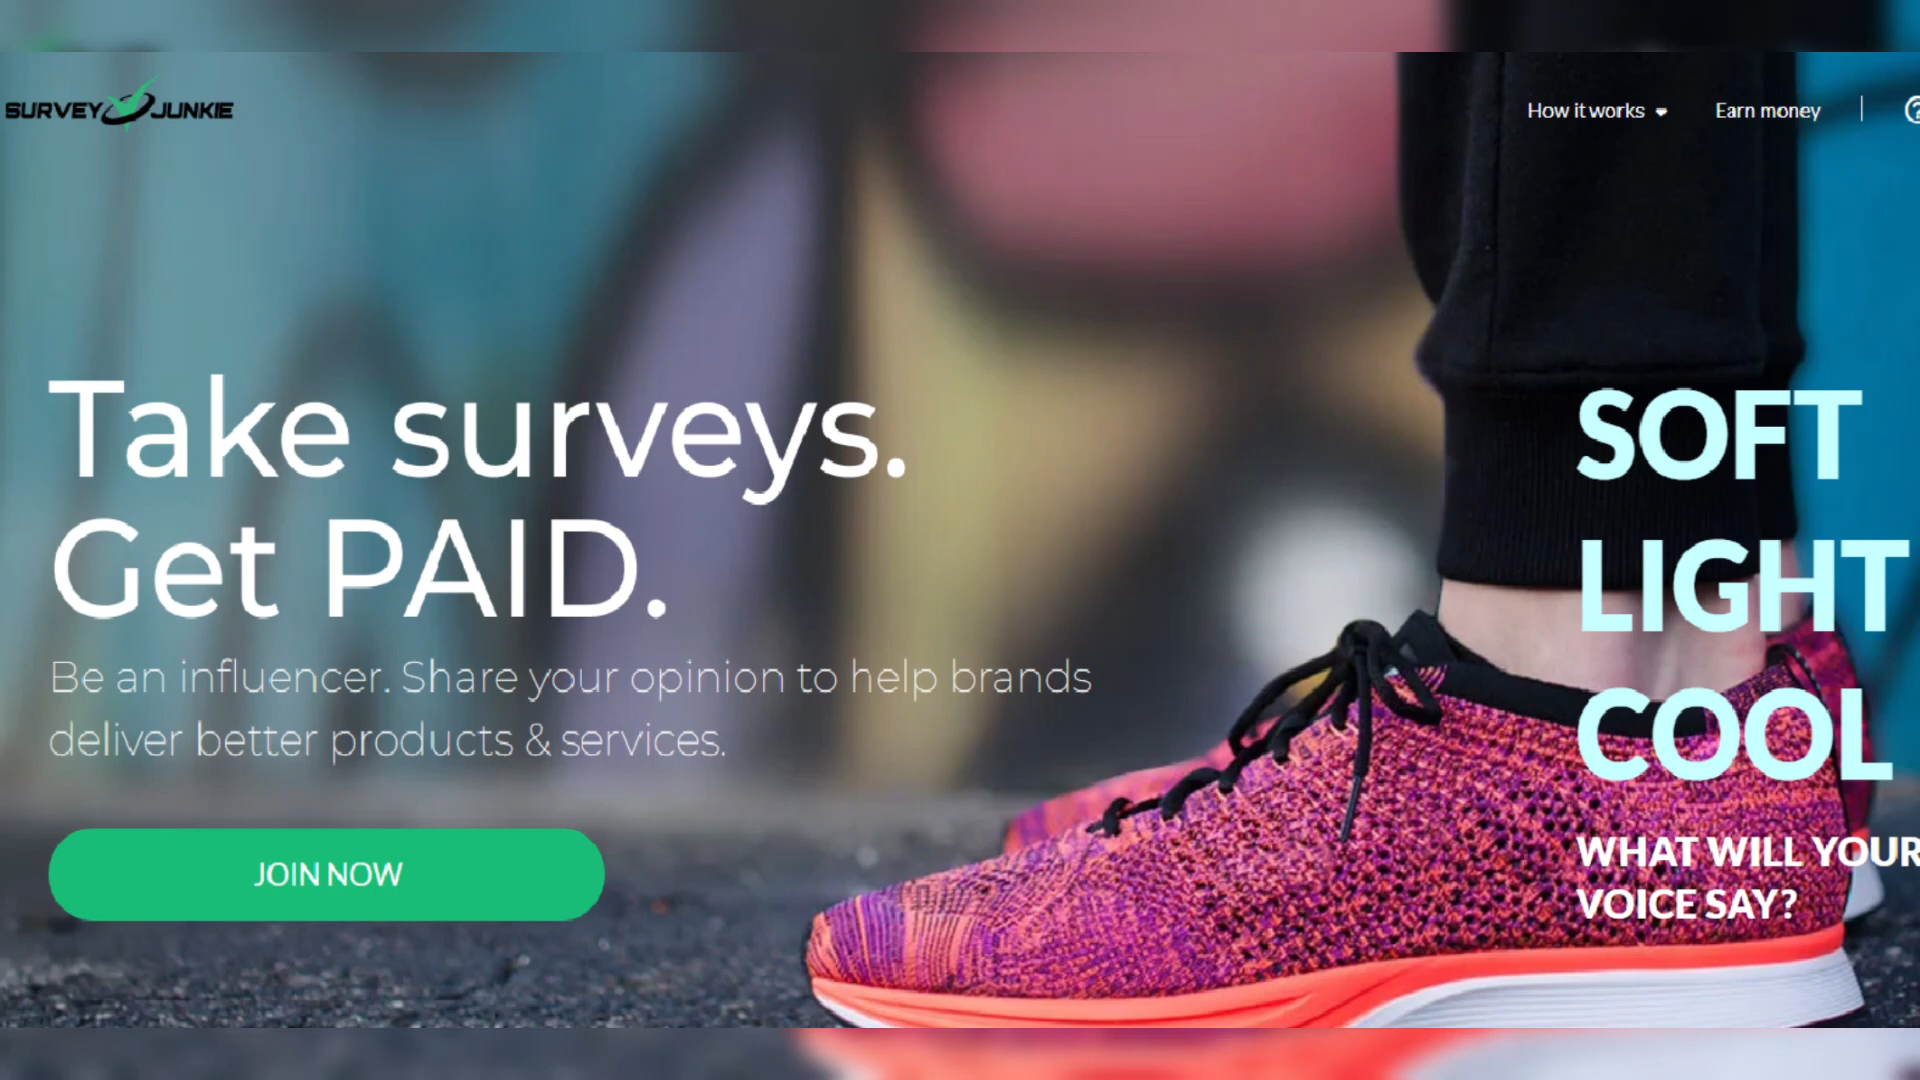 SURVEY JUNKIE
How it works
Earn money
Take surveys.
Get PAID.
Be an influencer. Share your opinion to help brands
deliver better products & services.
JOIN NOW
SOFT
LIGHT
COOL
WHAT WILL YOUR
VOICE SAY?